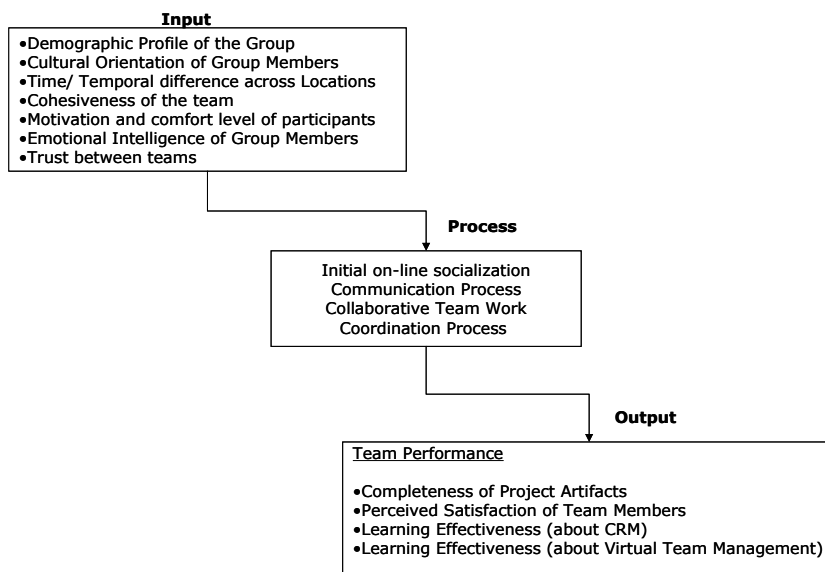 Input
•Demographic Profile of the Group
•Cultural Orientation of Group Members
•Time/ Temporal difference across Locations
•Cohesiveness of the team
•Motivation and comfort level of participants
•Emotional Intelligence of Group Members
•Trust between teams
Process
Initial on-line socialization
Communication Process
Collaborative Team Work
Coordination Process
Output
Team Performance
•Completeness of Project Artifacts
•Perceived Satisfaction of Team Members
•Learning Effectiveness (about CRM)
•Learning Effectiveness (about Virtual Team Management)